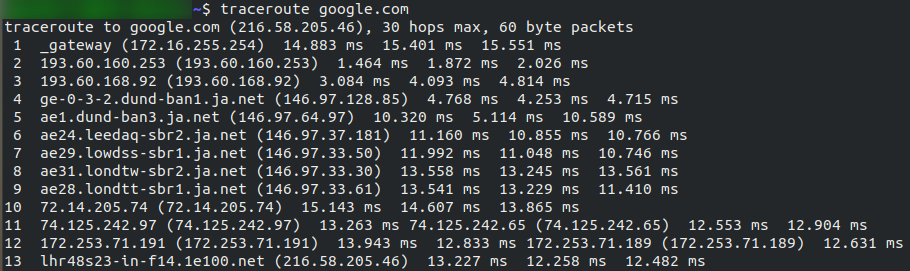 ~$ traceroute google.com
traceroute to google.com (216.58.205.46), 30 hops max, 60 byte packets
 1  _gateway (172.16.255.254)  14.883 ms  15.401 ms  15.551 ms
 2  193.60.160.253 (193.60.160.253)  1.464 ms  1.872 ms  2.026 ms
 3  193.60.168.92 (193.60.168.92)  3.084 ms  4.093 ms  4.814 ms
 4  ge-0-3-2.dund-ban1.ja.net (146.97.128.85)  4.768 ms  4.253 ms  4.715 ms
 5  ae1.dund-ban3.ja.net (146.97.64.97)  10.320 ms  5.114 ms  10.589 ms
 6  ae24.leedaq-sbr2.ja.net (146.97.37.181)  11.160 ms  10.855 ms  10.766 ms
 7  ae29.lowdss-sbr1.ja.net (146.97.33.50)  11.992 ms  11.048 ms  10.746 ms
 8  ae31.londtw-sbr2.ja.net (146.97.33.30)  13.558 ms  13.245 ms  13.561 ms
 9  ae28.londtt-sbr1.ja.net (146.97.33.61)  13.541 ms  13.229 ms  11.410 ms
10  72.14.205.74 (72.14.205.74)  15.143 ms  14.607 ms  13.865 ms
11  74.125.242.97 (74.125.242.97)  13.263 ms 74.125.242.65 (74.125.242.65)  12.553 ms  12.904 ms
12  172.253.71.191 (172.253.71.191)  13.943 ms  12.833 ms 172.253.71.189 (172.253.71.189)  12.631 ms
13  lhr48s23-in-f14.1e100.net (216.58.205.46)  13.227 ms  12.258 ms  12.482 ms